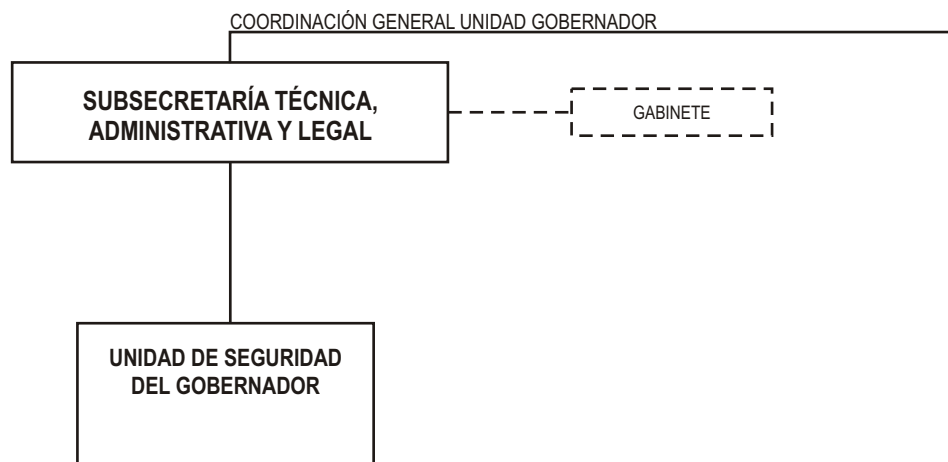 COORDINACIÓN GENERAL UNIDAD GOBERNADOR
SUBSECRETARÍA TÉCNICA,
ADMINISTRATIVA Y LEGAL
GABINETE
UNIDAD DE SEGURIDAD
DEL GOBERNADOR